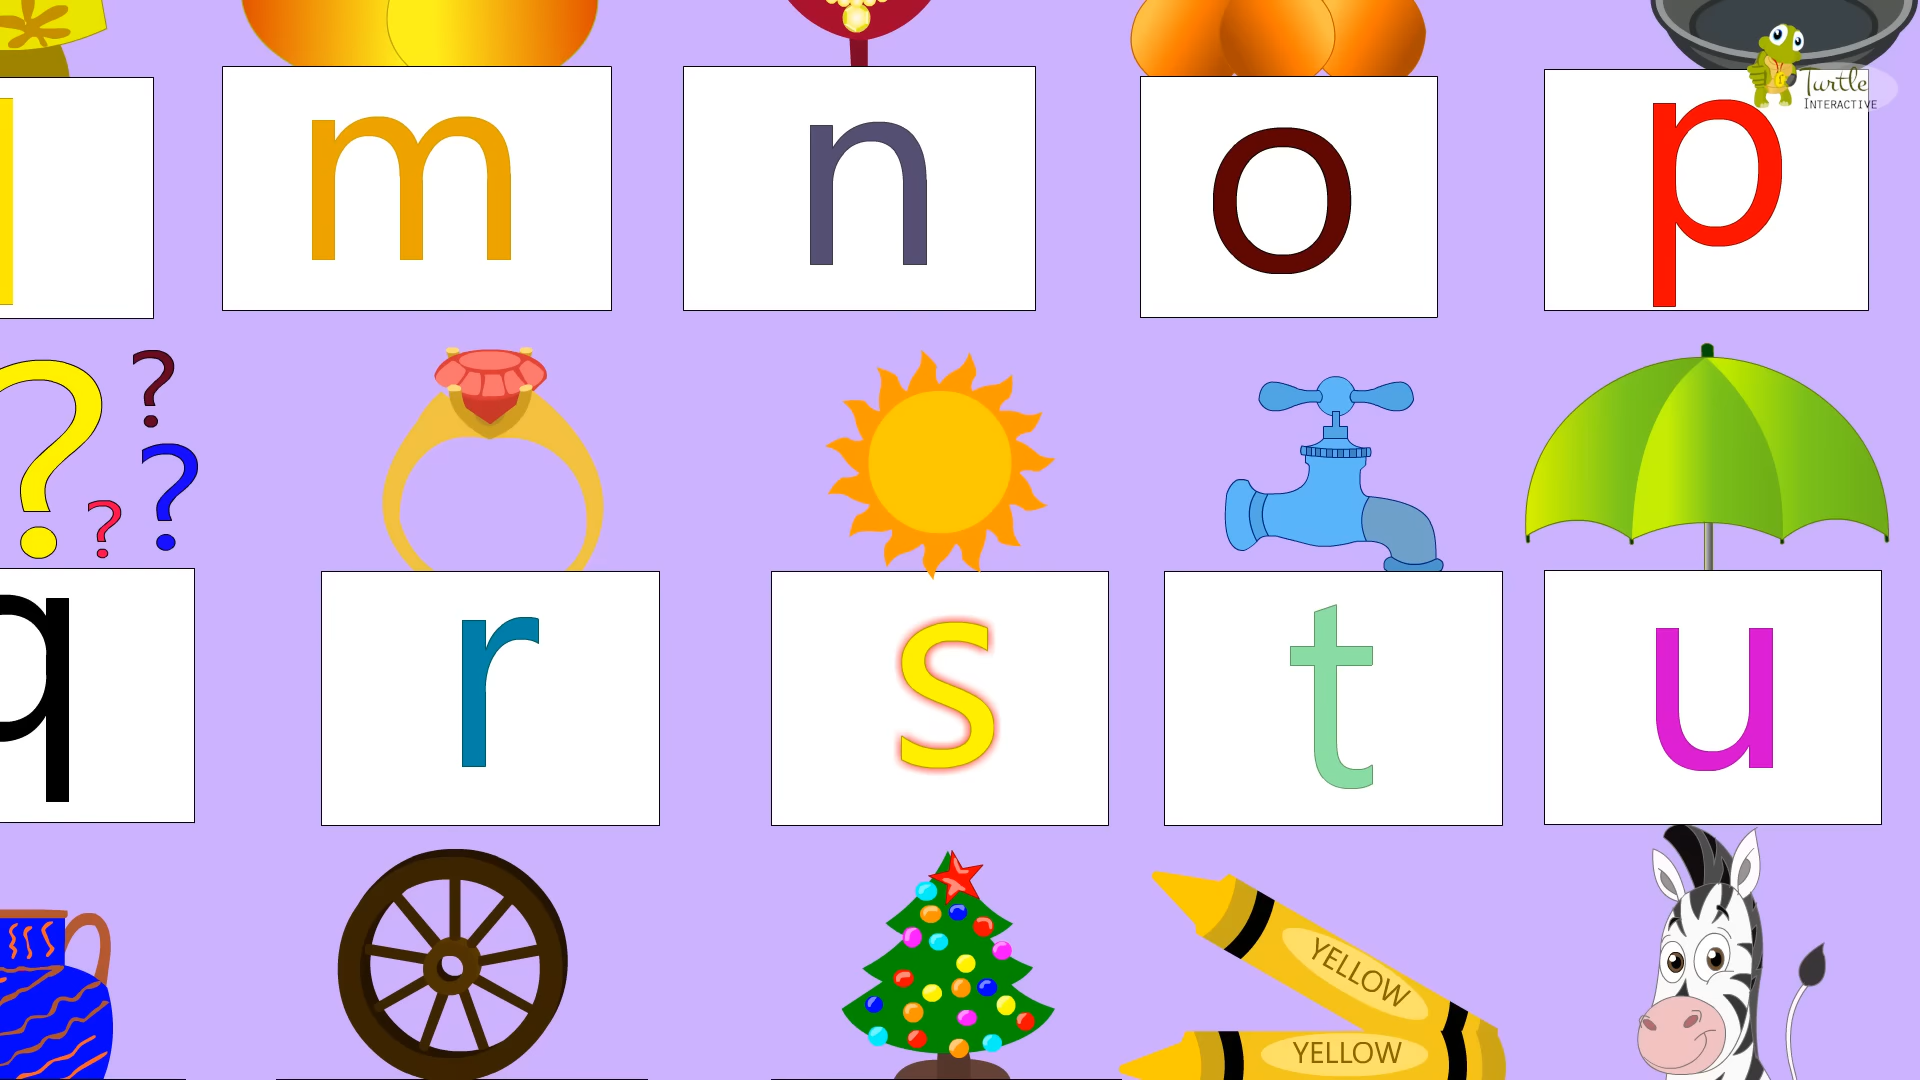 l m n o p
Turtle
INTERACTIVE
? ? ? ?
q r s t u
YELLOW
YELLOW